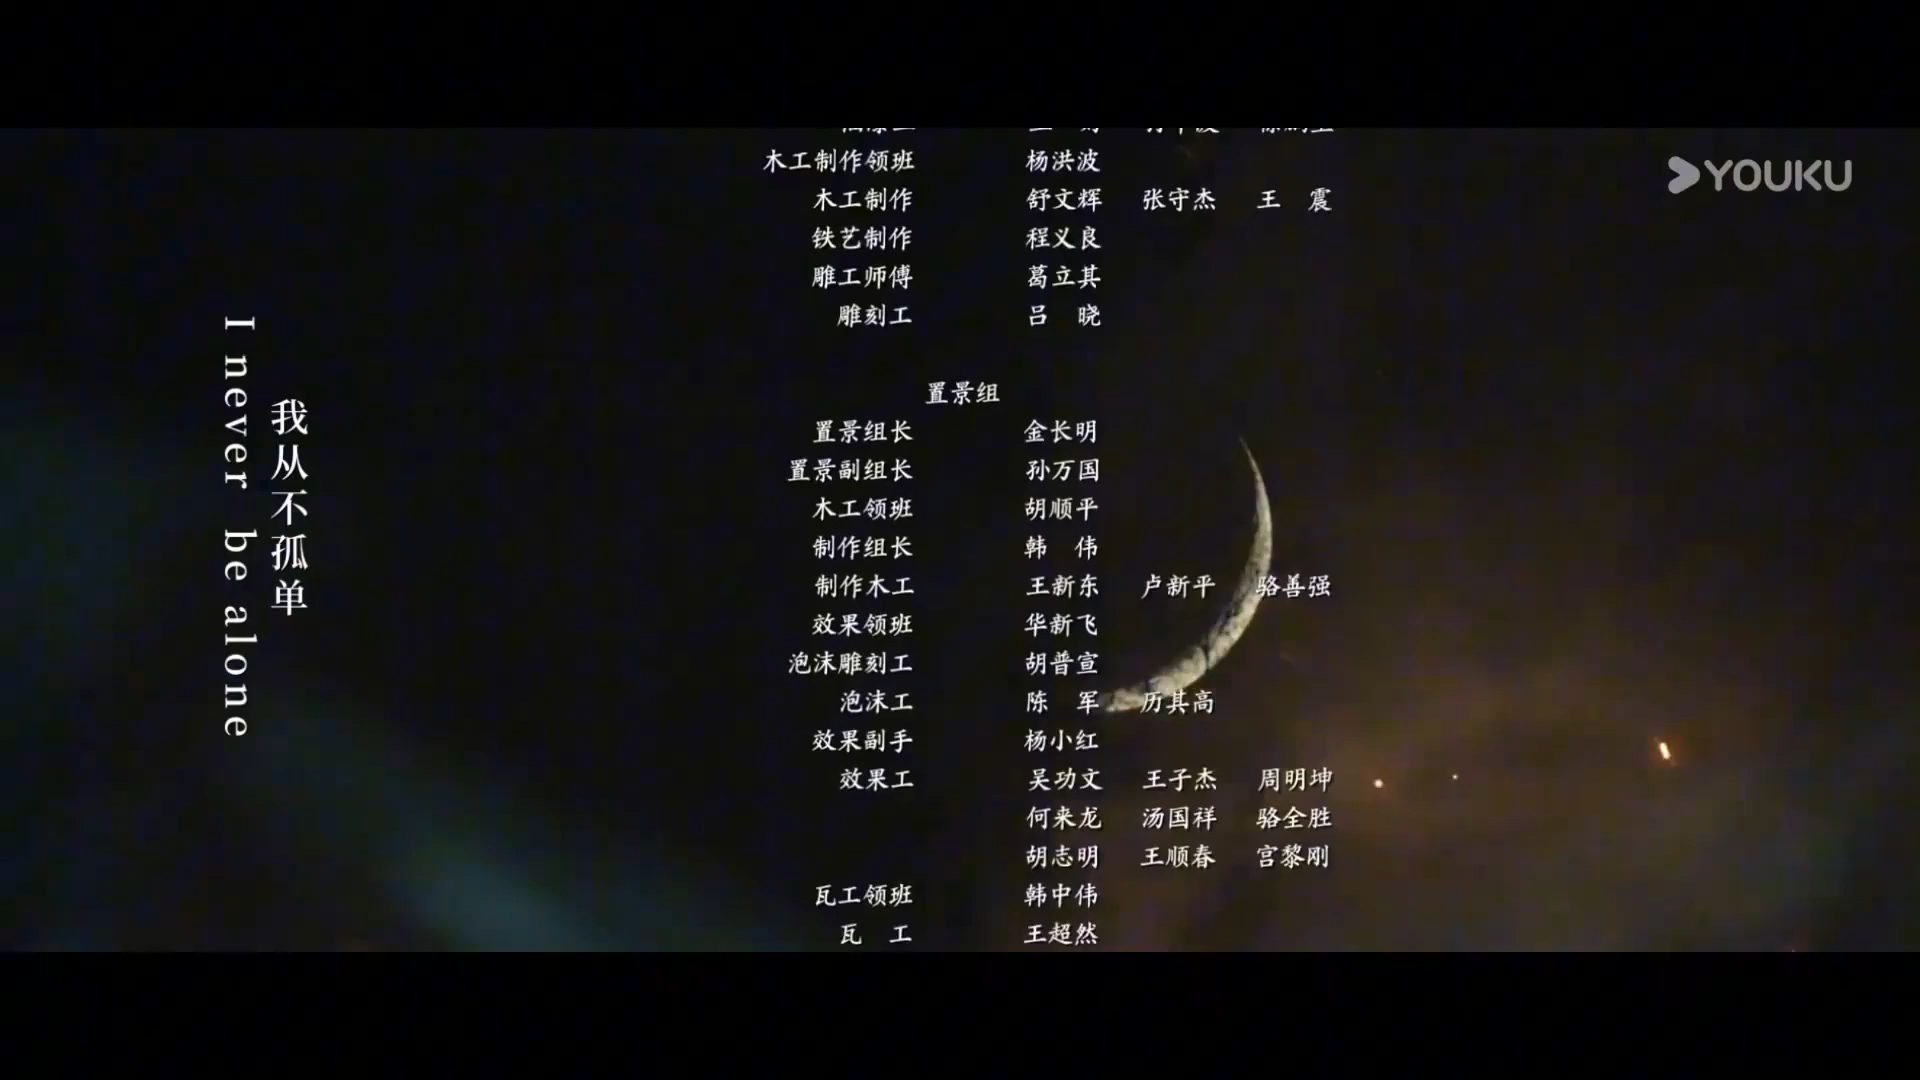 YOUKU
木工制作领班 杨洪波
木工制作 舒文辉 张守杰 王 震
铁艺制作 程义良
雕工师傅 葛立其
雕刻工 吕 晓
置景组
置景组长 金长明
置景副组长 孙万国
木工领班 胡顺平
制作组长 韩 伟
制作木工 王新东 卢新平 骆善强
效果领班 华新飞
泡沫雕刻工 胡普宣
泡沫工 陈 军 历其高
效果副手 杨小红
效果工 吴功文 王子杰 周明坤
何来龙 汤国祥 骆全胜
胡志明 王顺春 宫黎刚
瓦工领班 韩中伟
瓦 工 王超然
我从不孤单
I never be alone